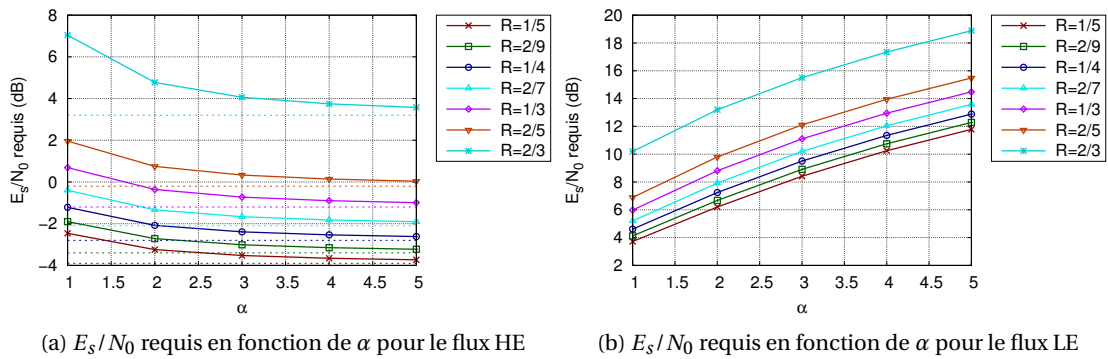 E_s/N_0 requis (dB)
8
6
4
2
0
−2
−4
1 1.5 2 2.5 3 3.5 4 4.5 5
α
R=1/5
R=2/9
R=1/4
R=2/7
R=1/3
R=2/5
R=2/3
(a) E_s/N_0 requis en fonction de α pour le flux HE
E_s/N_0 requis (dB)
20
18
16
14
12
10
8
6
4
2
1 1.5 2 2.5 3 3.5 4 4.5 5
α
R=1/5
R=2/9
R=1/4
R=2/7
R=1/3
R=2/5
R=2/3
(b) E_s/N_0 requis en fonction de α pour le flux LE